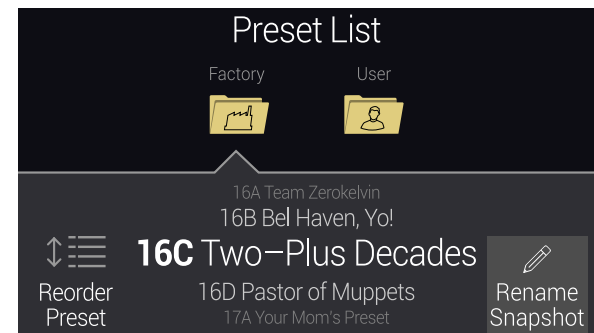 Preset List
Factory
User
16A Team Zerokelvin
16B Bel Haven, Yo!
16C Two–Plus Decades
16D Pastor of Muppets
17A Your Mom's Preset
Reorder
Preset
Rename
Snapshot